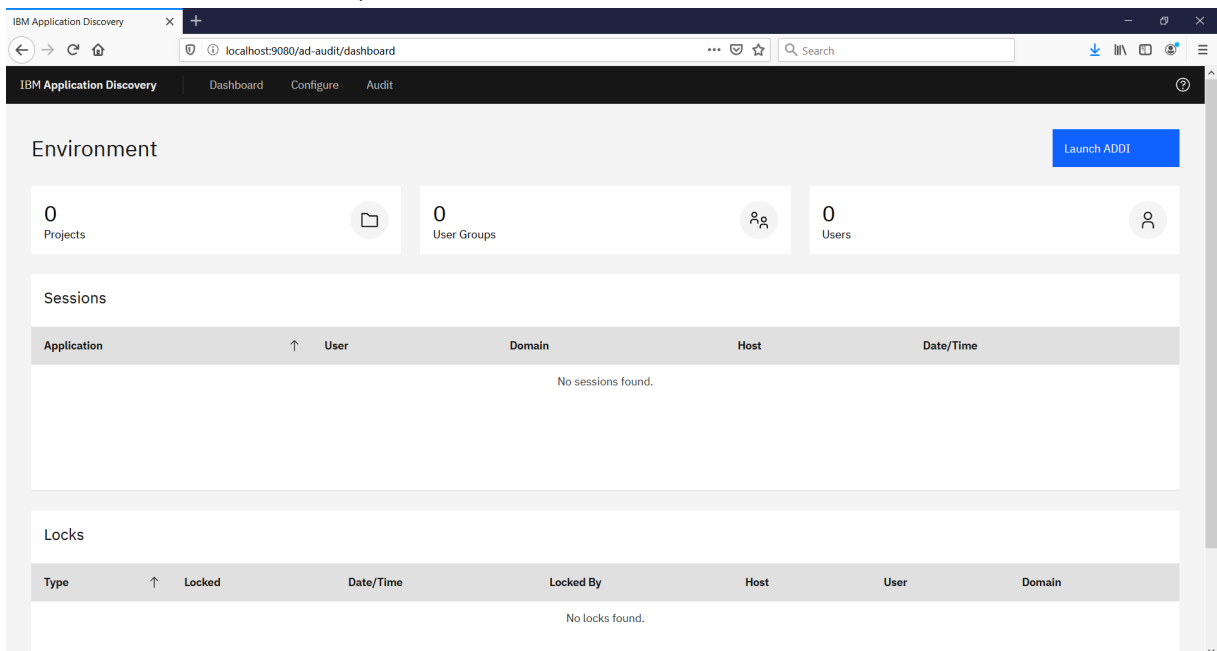 IBM Application Discovery
localhost:9080/ad-audit/dashboard
Search
IBM Application Discovery Dashboard Configure Audit
Environment
Launch ADDI
0
Projects
0
User Groups
0
Users
Sessions
Application User Domain Host Date/Time
No sessions found.
Locks
Type Locked Date/Time Locked By Host User Domain
No locks found.